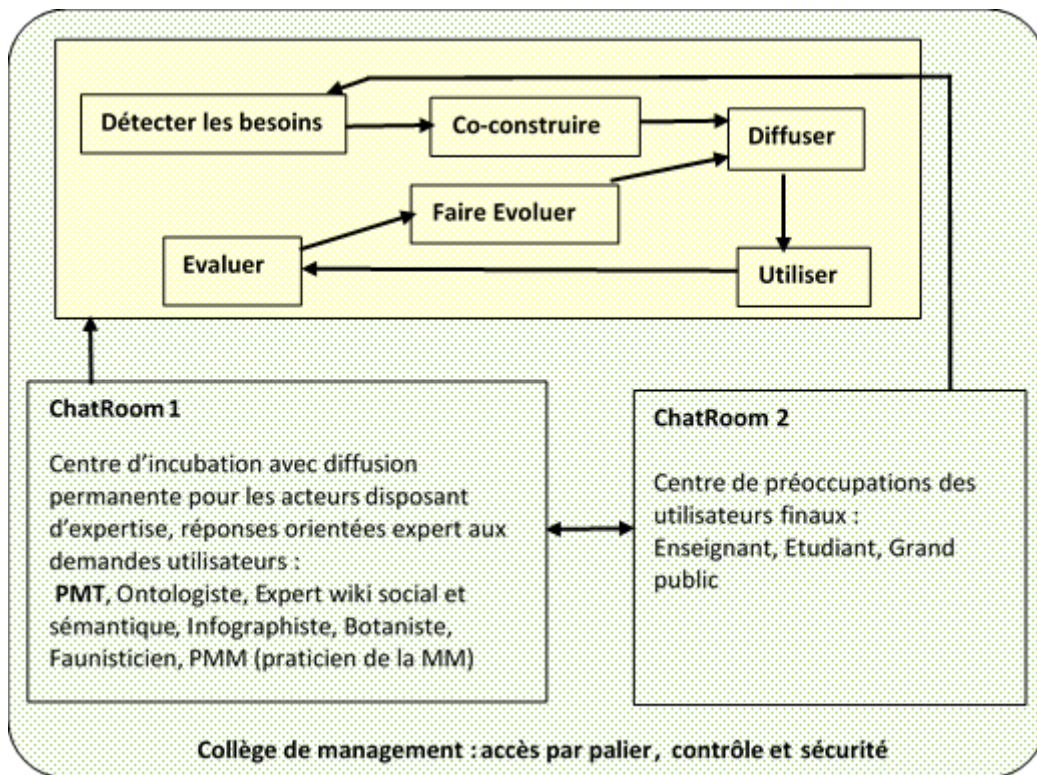 Détecter les besoins
Co-construire
Diffuser
Faire Evoluer
Evaluer
Utiliser
ChatRoom 1
Centre d'incubation avec diffusion
permanente pour les acteurs disposant
d'expertise, réponses orientées expert aux
demandes utilisateurs :
PMT, Ontologiste, Expert wiki social et
sémantique, Infographiste, Botaniste,
Faunisticien, PMM (praticien de la MM)
ChatRoom 2
Centre de préoccupations des
utilisateurs finaux :
Enseignant, Etudiant, Grand
public
Collège de management : accès par palier, contrôle et sécurité